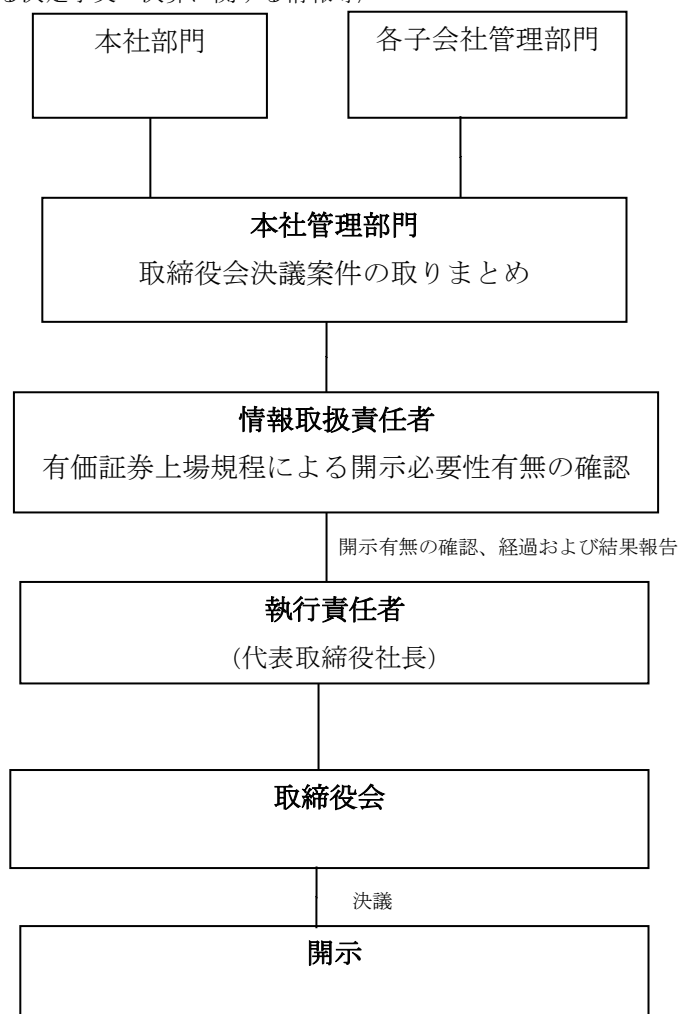 本社部門
各子会社管理部門
本社管理部門
取締役会決議案件の取りまとめ
情報取扱責任者
有価証券上場規程による開示必要性有無の確認
開示有無の確認、経過および結果報告
執行責任者
(代表取締役社長)
取締役会
決議
開示